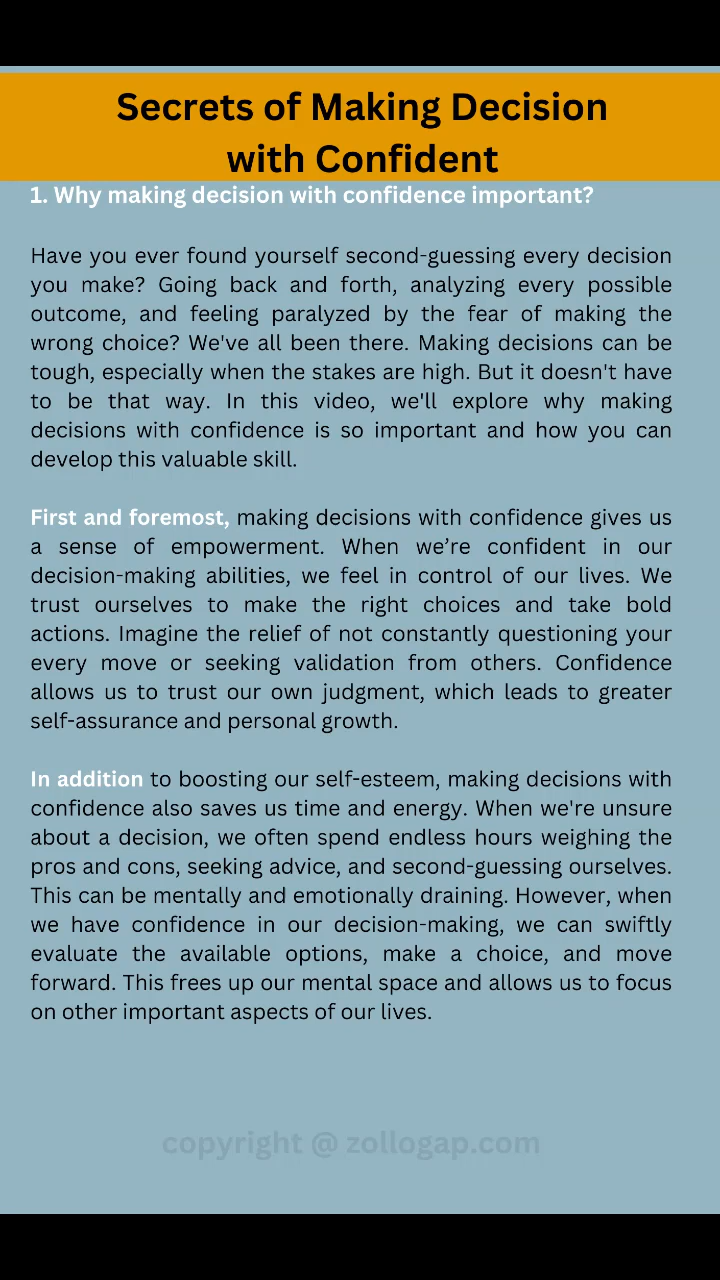 Secrets of Making Decision
with Confident
1. Why making decision with confidence important?
Have you ever found yourself second-guessing every decision
you make? Going back and forth, analyzing every possible
outcome, and feeling paralyzed by the fear of making the
wrong choice? We've all been there. Making decisions can be
tough, especially when the stakes are high. But it doesn't have
to be that way. In this video, we'll explore why making
decisions with confidence is so important and how you can
develop this valuable skill.
First and foremost, making decisions with confidence gives us
a sense of empowerment. When we’re confident in our
decision-making abilities, we feel in control of our lives. We
trust ourselves to make the right choices and take bold
actions. Imagine the relief of not constantly questioning your
every move or seeking validation from others. Confidence
allows us to trust our own judgment, which leads to greater
self-assurance and personal growth.
In addition to boosting our self-esteem, making decisions with
confidence also saves us time and energy. When we're unsure
about a decision, we often spend endless hours weighing the
pros and cons, seeking advice, and second-guessing ourselves.
This can be mentally and emotionally draining. However, when
we have confidence in our decision-making, we can swiftly
evaluate the available options, make a choice, and move
forward. This frees up our mental space and allows us to focus
on other important aspects of our lives.
copyright @ zollogap.com